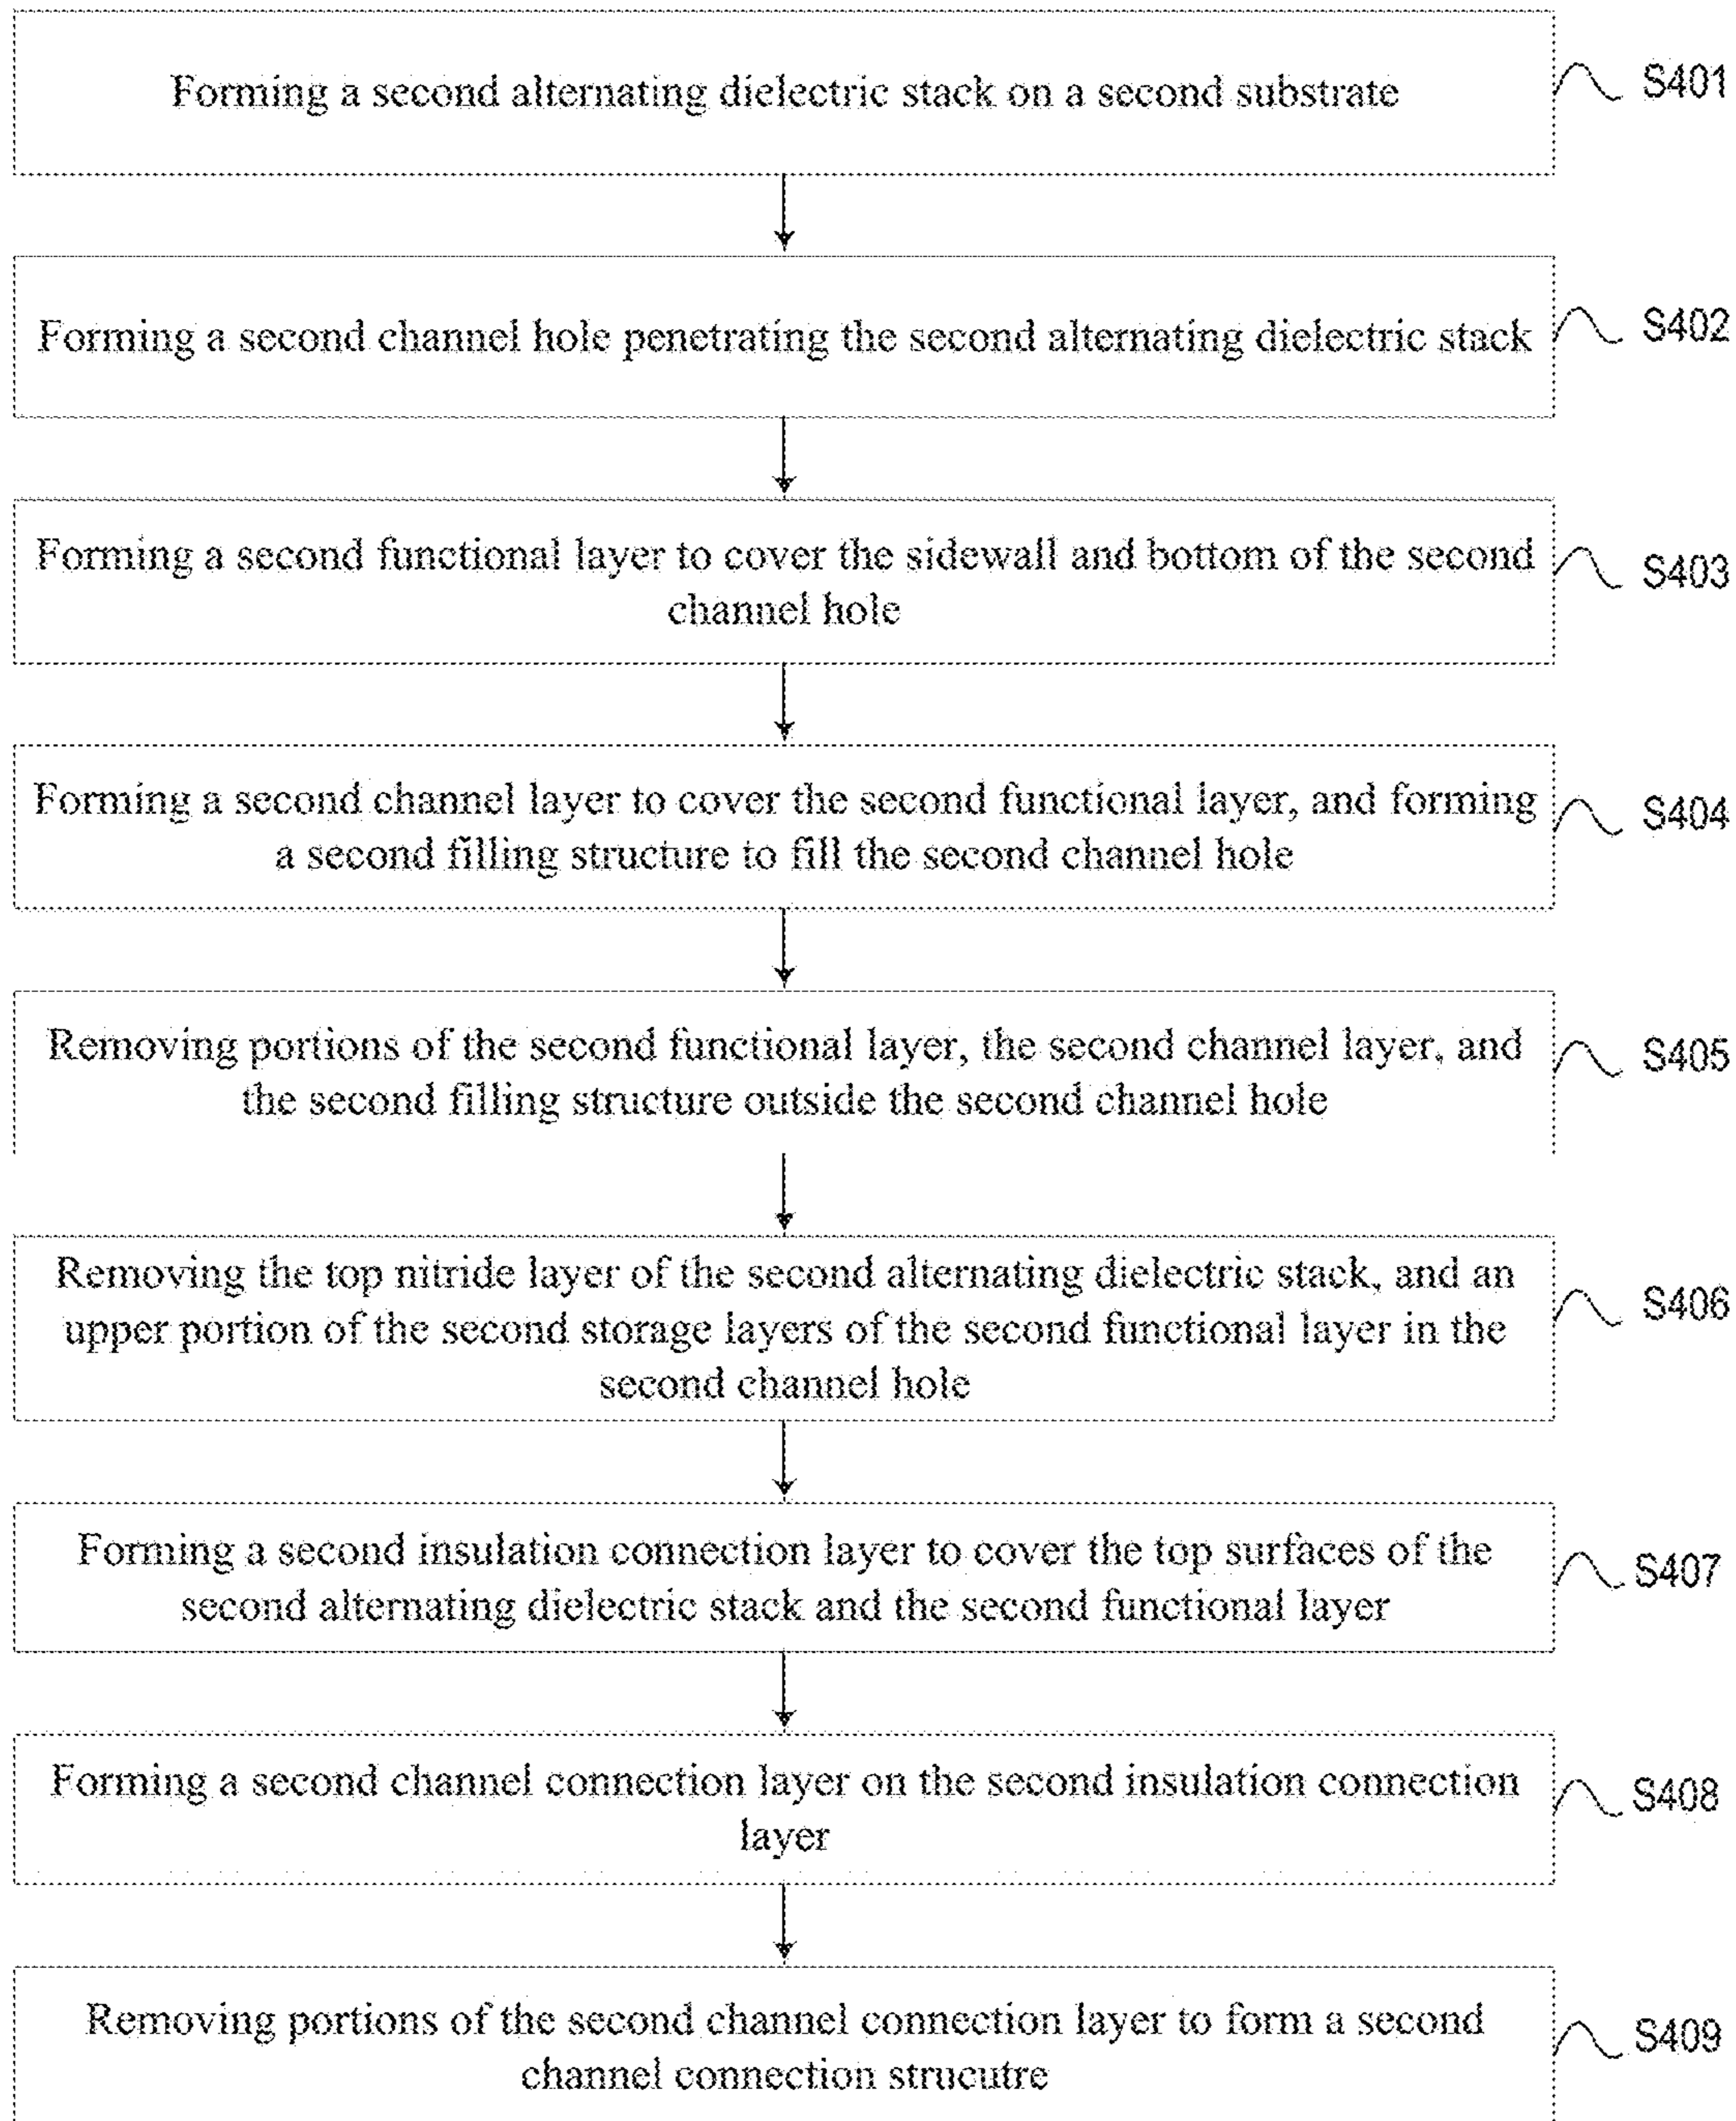 Forming a second alternating dielectric stack on a second substrate
S401
Forming a second channel hole penetrating the second alternating dielectric stack
S402
Forming a second functional layer to cover the sidewall and bottom of the second
channel hole
S403
Forming a second channel layer to cover the second functional layer, and forming
a second filling structure to fill the second channel hole
S404
Removing portions of the second functional layer, the second channel layer, and
the second filling structure outside the second channel hole
S405
Removing the top nitride layer of the second alternating dielectric stack, and an
upper portion of the second storage layers of the second functional layer in the
second channel hole
S406
Forming a second insulation connection layer to cover the top surfaces of the
second alternating dielectric stack and the second functional layer
S407
Forming a second channel connection layer on the second insulation connection
layer
S408
Removing portions of the second channel connection layer to form a second
channel connection strucutre
S409